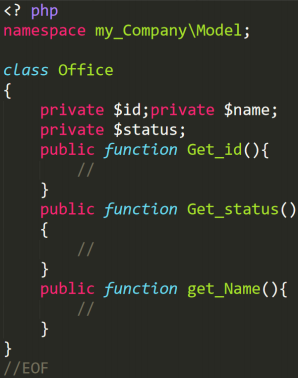 <? php
namespace my_Company\Model;
class Office
{
private $id;private $name;
private $status;
public function Get_id(){
//
}
public function Get_status()
{
//
}
public function get_Name(){
//
}
}
//EOF